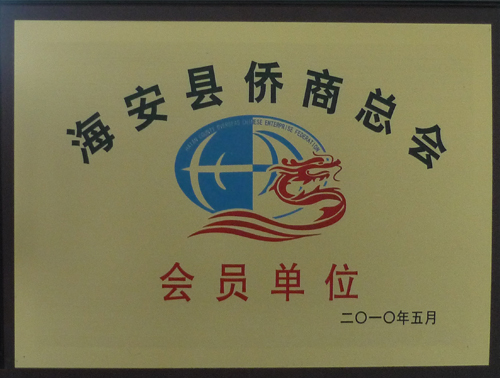 海安县侨商总会
会员单位
二〇一〇年五月